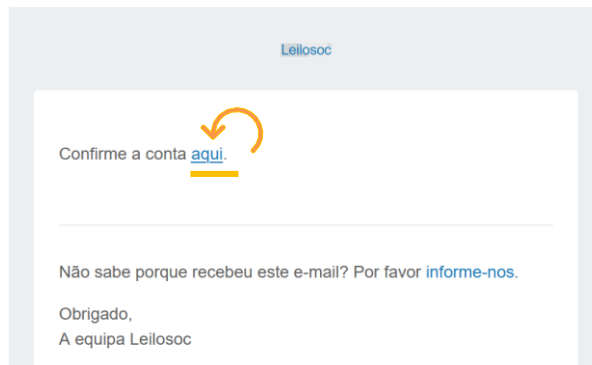 Leilosoc
Confirme a conta aqui.
Não sabe porque recebeu este e-mail? Por favor informe-nos.
Obrigado,
A equipa Leilosoc